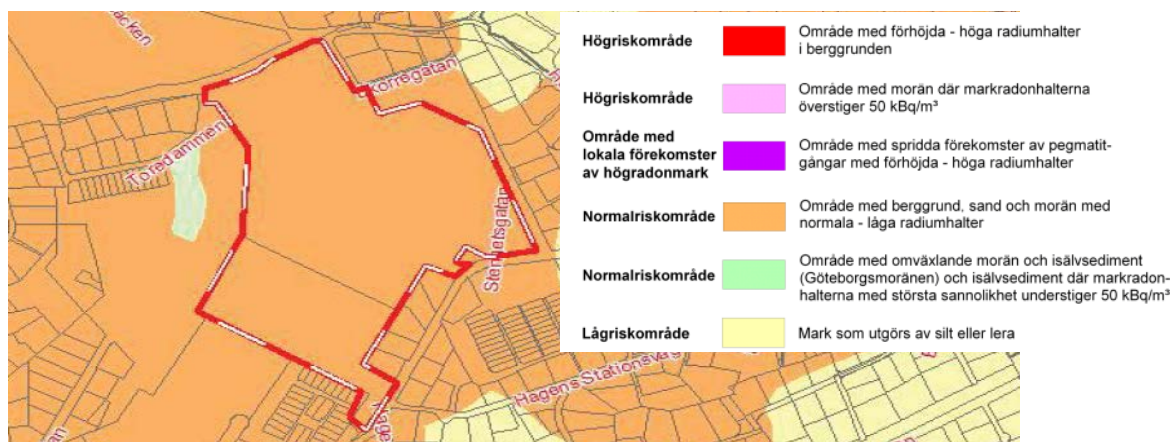 Skorregatan
Toredammen
Stenhetsgatan
Hagens Stationsväg
Högriskområde
Område med förhöjda - höga radiumhalter
i berggrunden
Högriskområde
Område med morän där markradonhalterna
överstiger 50 kBq/m³
Område med
lokala förekomster
av högradonmark
Område med spridda förekomster av pegmatit-
gångar med förhöjda - höga radiumhalter
Normalriskområde
Område med berggrund, sand och morän med
normala - låga radiumhalter
Normalriskområde
Område med omväxlande morän och isälvsediment
(Göteborgsmoränen) och isälvsediment där markradon-
halterna med största sannolikhet understiger 50 kBq/m³
Lågriskområde
Mark som utgörs av silt eller lera